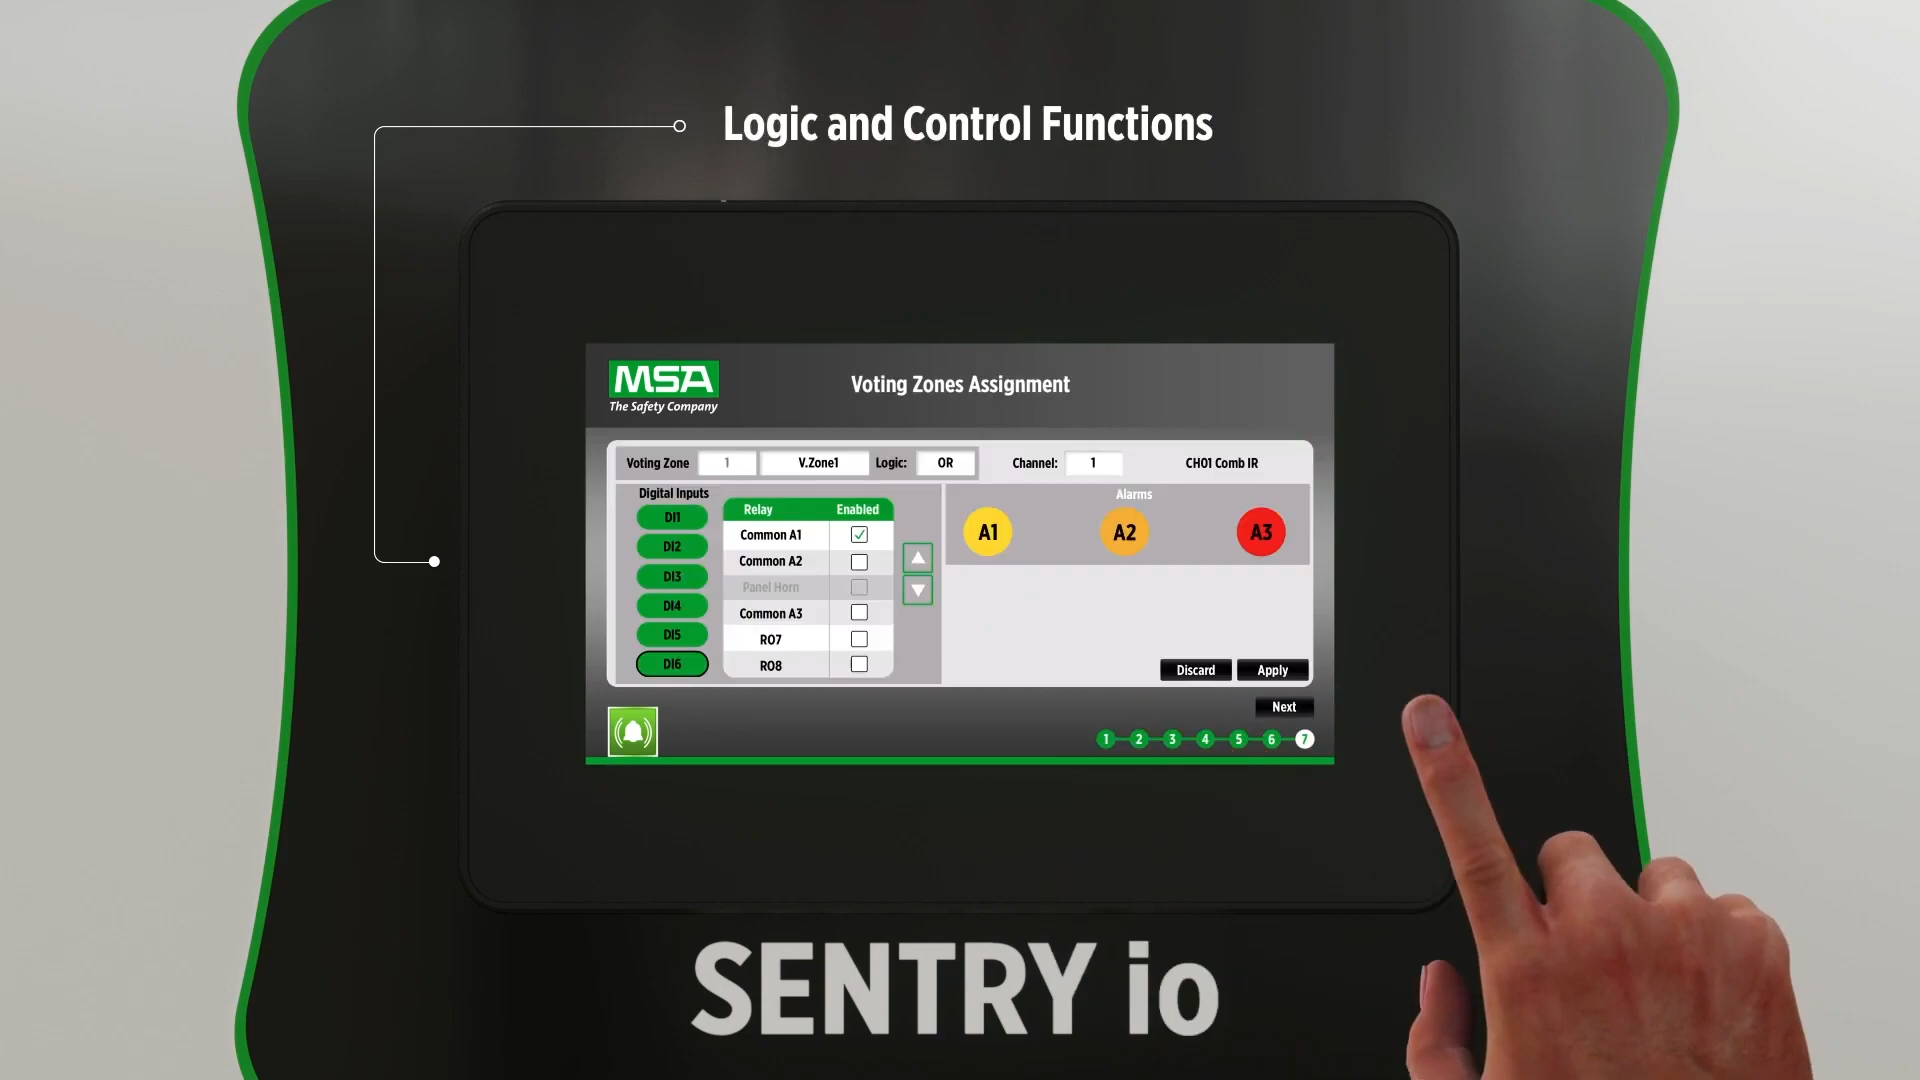 Logic and Control Functions
MSA
The Safety Company
Voting Zones Assignment
Voting Zone 1 V.Zone1 Logic: OR Channel: 1 CH01 Comb IR
Digital Inputs
DI1
DI2
DI3
DI4
DI5
DI6
Relay Enabled
Common A1
Common A2
Panel Horn
Common A3
RO7
RO8
Alarms
A1 A2 A3
Discard Apply
Next
1 2 3 4 5 6 7
SENTRY io